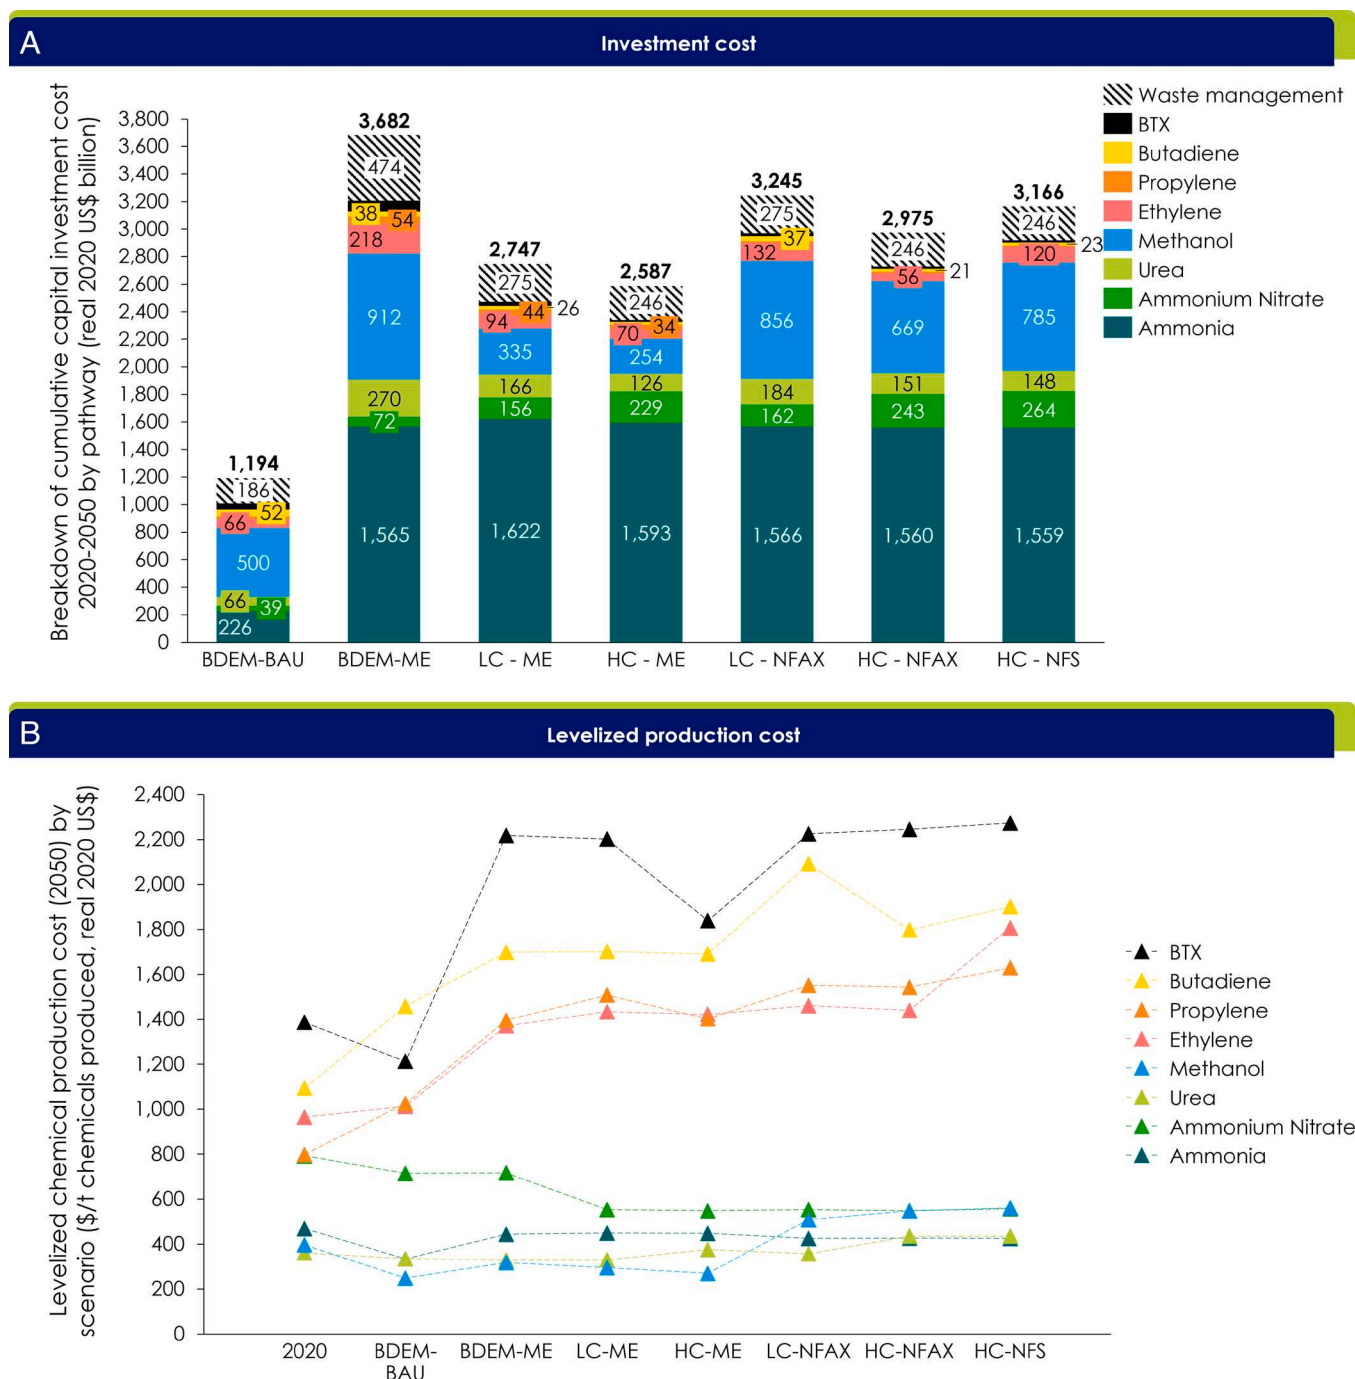 A
Investment cost
Breakdown of cumulative capital investment cost
2020-2050 by pathway (real 2020 US$ billion)
3,800
3,600
3,400
3,200
3,000
2,800
2,600
2,400
2,200
2,000
1,800
1,600
1,400
1,200
1,000
800
600
400
200
0
1,194
186
52
66
500
66
39
226
3,682
474
38
54
218
912
270
72
1,565
2,747
275
44
26
94
335
166
156
1,622
2,587
246
34
70
254
126
229
1,593
3,245
275
37
132
856
184
162
1,566
2,975
246
21
56
669
151
243
1,560
3,166
246
23
120
785
148
264
1,559
BDEM-BAU
BDEM-ME
LC - ME
HC - ME
LC - NFAX
HC - NFAX
HC - NFS
Waste management
BTX
Butadiene
Propylene
Ethylene
Methanol
Urea
Ammonium Nitrate
Ammonia
B
Levelized production cost
Levelized chemical production cost (2050) by
scenario ($/t chemicals produced, real 2020 US$)
2,400
2,200
2,000
1,800
1,600
1,400
1,200
1,000
800
600
400
200
0
2020
BDEM-
BAU
BDEM-ME
LC-ME
HC-ME
LC-NFAX
HC-NFAX
HC-NFS
BTX
Butadiene
Propylene
Ethylene
Methanol
Urea
Ammonium Nitrate
Ammonia